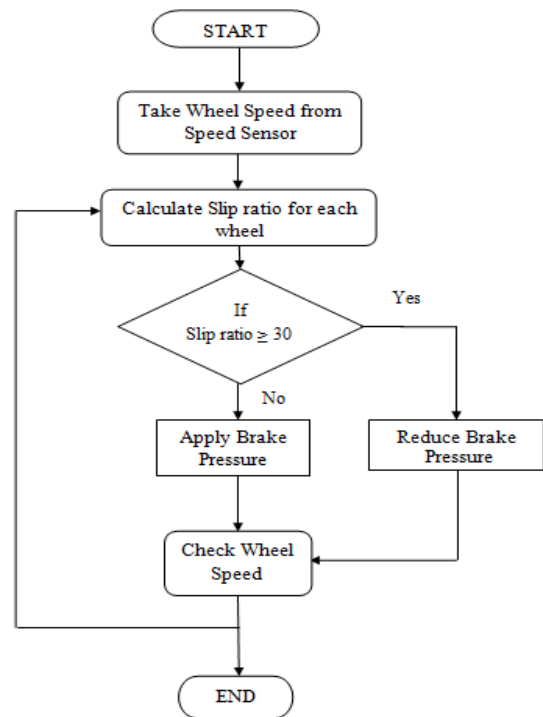 START
Take Wheel Speed from
Speed Sensor
Calculate Slip ratio for each
wheel
If
Slip ratio ≥ 30
Yes
No
Apply Brake
Pressure
Reduce Brake
Pressure
Check Wheel
Speed
END